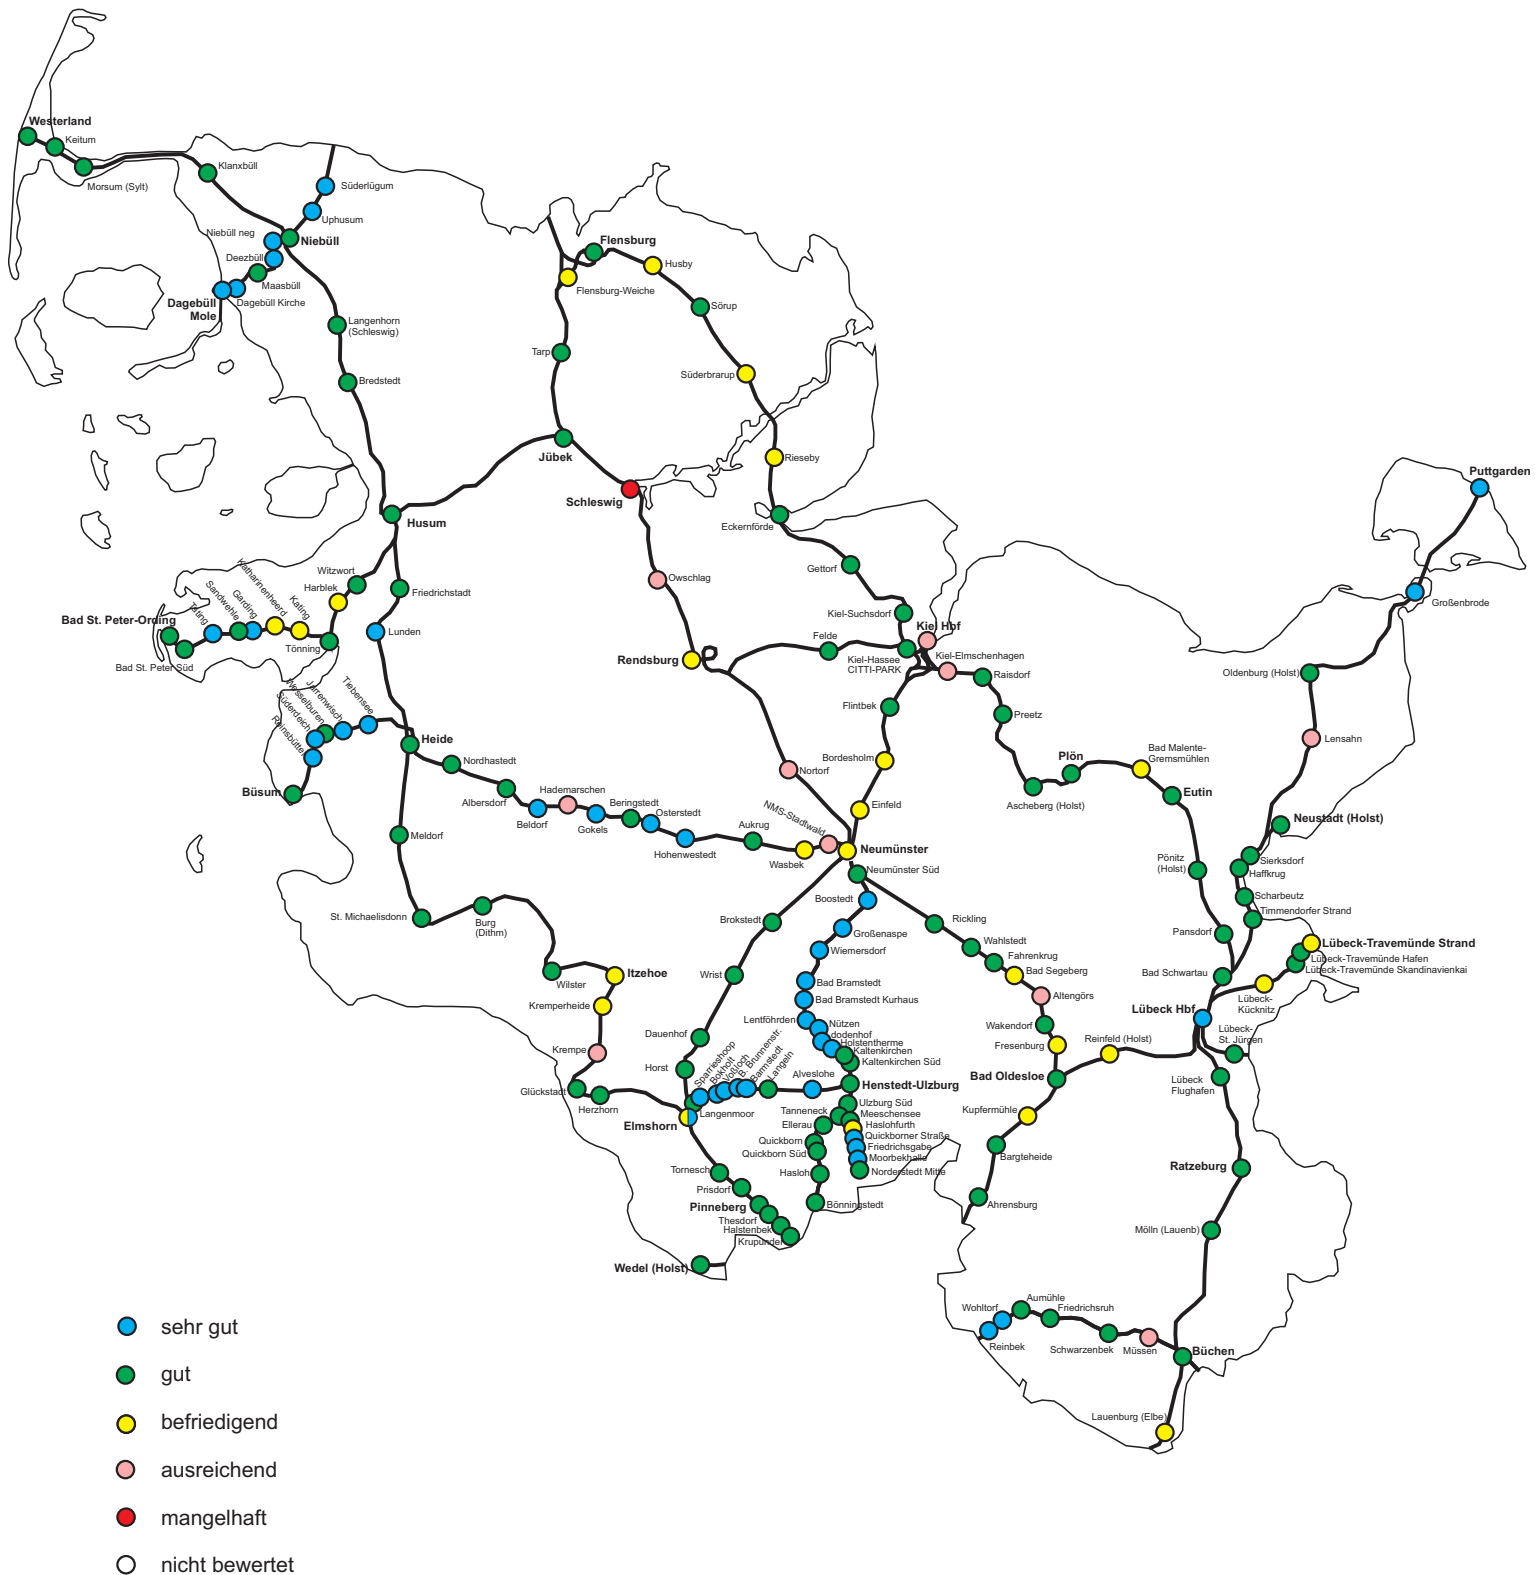 Westerland
Keitum
Morsum (Sylt)
Klanxbüll
Süderlügum
Uphusum
Niebüll neg
Niebüll
Deezbüll
Maasbüll
Dagebüll Kirche
Dagebüll
Mole
Langenhorn
(Schleswig)
Bredstedt
Flensburg
Husby
Flensburg-Weiche
Sörup
Tarp
Süderbrarup
Jübek
Rieseby
Schleswig
Eckernförde
Puttgarden
Husum
Gettorf
Owschlag
Großenbrode
Witzwort
Harblek
Friedrichstadt
Katharinenheerd
Kating
Garding
Sandwehle
Tating
Bad St. Peter-Ording
Bad St. Peter Süd
Tönning
Lunden
Kiel-Suchsdorf
Kiel Hbf
Felde
Kiel-Hassee
CITTI-PARK
Kiel-Elmschenhagen
Raisdorf
Rendsburg
Oldenburg (Holst)
Preetz
Flintbek
Lensahn
Tiebensee
Jarrenwisch
Wesselburen
Süderdeich
Reinsbüttel
Büsum
Heide
Nordhastedt
Albersdorf
Hademarschen
Beldorf
Gokels
Beringstedt
Osterstedt
Hohenwestedt
Aukrug
Wasbek
NMS-Stadtwald
Nortorf
Bordesholm
Einfeld
Neumünster
Neumünster Süd
Plön
Ascheberg (Holst)
Bad Malente-
Gremsmühlen
Eutin
Neustadt (Holst)
Sierksdorf
Haffkrug
Scharbeutz
Timmendorfer Strand
Pönitz
(Holst)
Pansdorf
Bad Schwartau
Lübeck-Travemünde Strand
Lübeck-Travemünde Hafen
Lübeck-Travemünde Skandinavienkai
Lübeck-
Kücknitz
Lübeck Hbf
Lübeck-
St. Jürgen
Lübeck
Flughafen
Meldorf
St. Michaelisdonn
Burg
(Dithm)
Wilster
Itzehoe
Kremperheide
Krempe
Glückstadt
Herzhorn
Boostedt
Großenaspe
Wiemersdorf
Bad Bramstedt
Bad Bramstedt Kurhaus
Lentföhrden
Nützen
dodenhof
Holstentherme
Kaltenkirchen
Kaltenkirchen Süd
Henstedt-Ulzburg
Brokstedt
Wrist
Dauenhof
Horst
Rickling
Wahlstedt
Fahrenkrug
Bad Segeberg
Altengörs
Wakendorf
Fresenburg
Reinfeld (Holst)
Bad Oldesloe
Kupfermühle
Bargteheide
Ahrensburg
Sparrieshoop
Bokholt
Voßloch
B. Brunnenstr.
Barmstedt
Langeln
Alveslohe
Langenmoor
Elmshorn
Ulzburg Süd
Tanneneck
Meeschensee
Haslohfurth
Quickborner Straße
Friedrichsgabe
Moorbekhalle
Norderstedt Mitte
Ellerau
Quickborn
Quickborn Süd
Hasloh
Bönningstedt
Tornesch
Prisdorf
Pinneberg
Thesdorf
Halstenbek
Krupunder
Wedel (Holst)
Ratzeburg
Mölln (Lauenb)
Wohltorf
Aumühle
Friedrichsruh
Reinbek
Schwarzenbek
Müssen
Büchen
Lauenburg (Elbe)
sehr gut
gut
befriedigend
ausreichend
mangelhaft
nicht bewertet